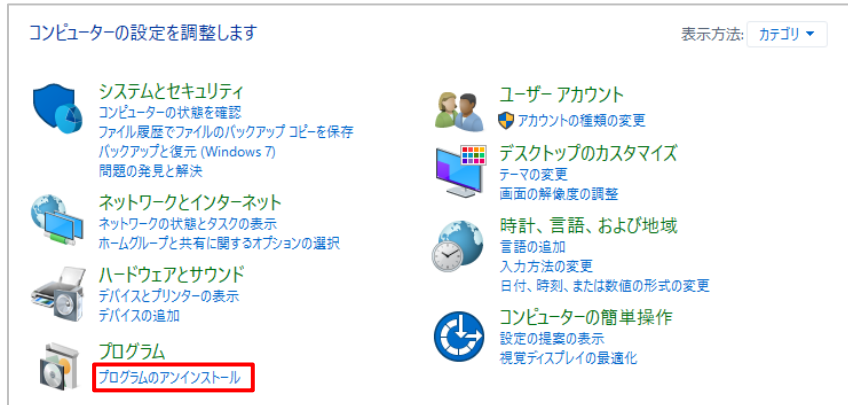 コンピューターの設定を調整します
表示方法: カテゴリ
システムとセキュリティ
コンピューターの状態を確認
ファイル履歴でファイルのバックアップ コピーを保存
バックアップと復元 (Windows 7)
問題の発見と解決
ネットワークとインターネット
ネットワークの状態とタスクの表示
ホームグループと共有に関するオプションの選択
ハードウェアとサウンド
デバイスとプリンターの表示
デバイスの追加
プログラム
プログラムのアンインストール
ユーザー アカウント
アカウントの種類の変更
デスクトップのカスタマイズ
テーマの変更
画面の解像度の調整
時計、言語、および地域
言語の追加
入力方法の変更
日付、時刻、または数値の形式の変更
コンピューターの簡単操作
設定の提案の表示
視覚ディスプレイの最適化